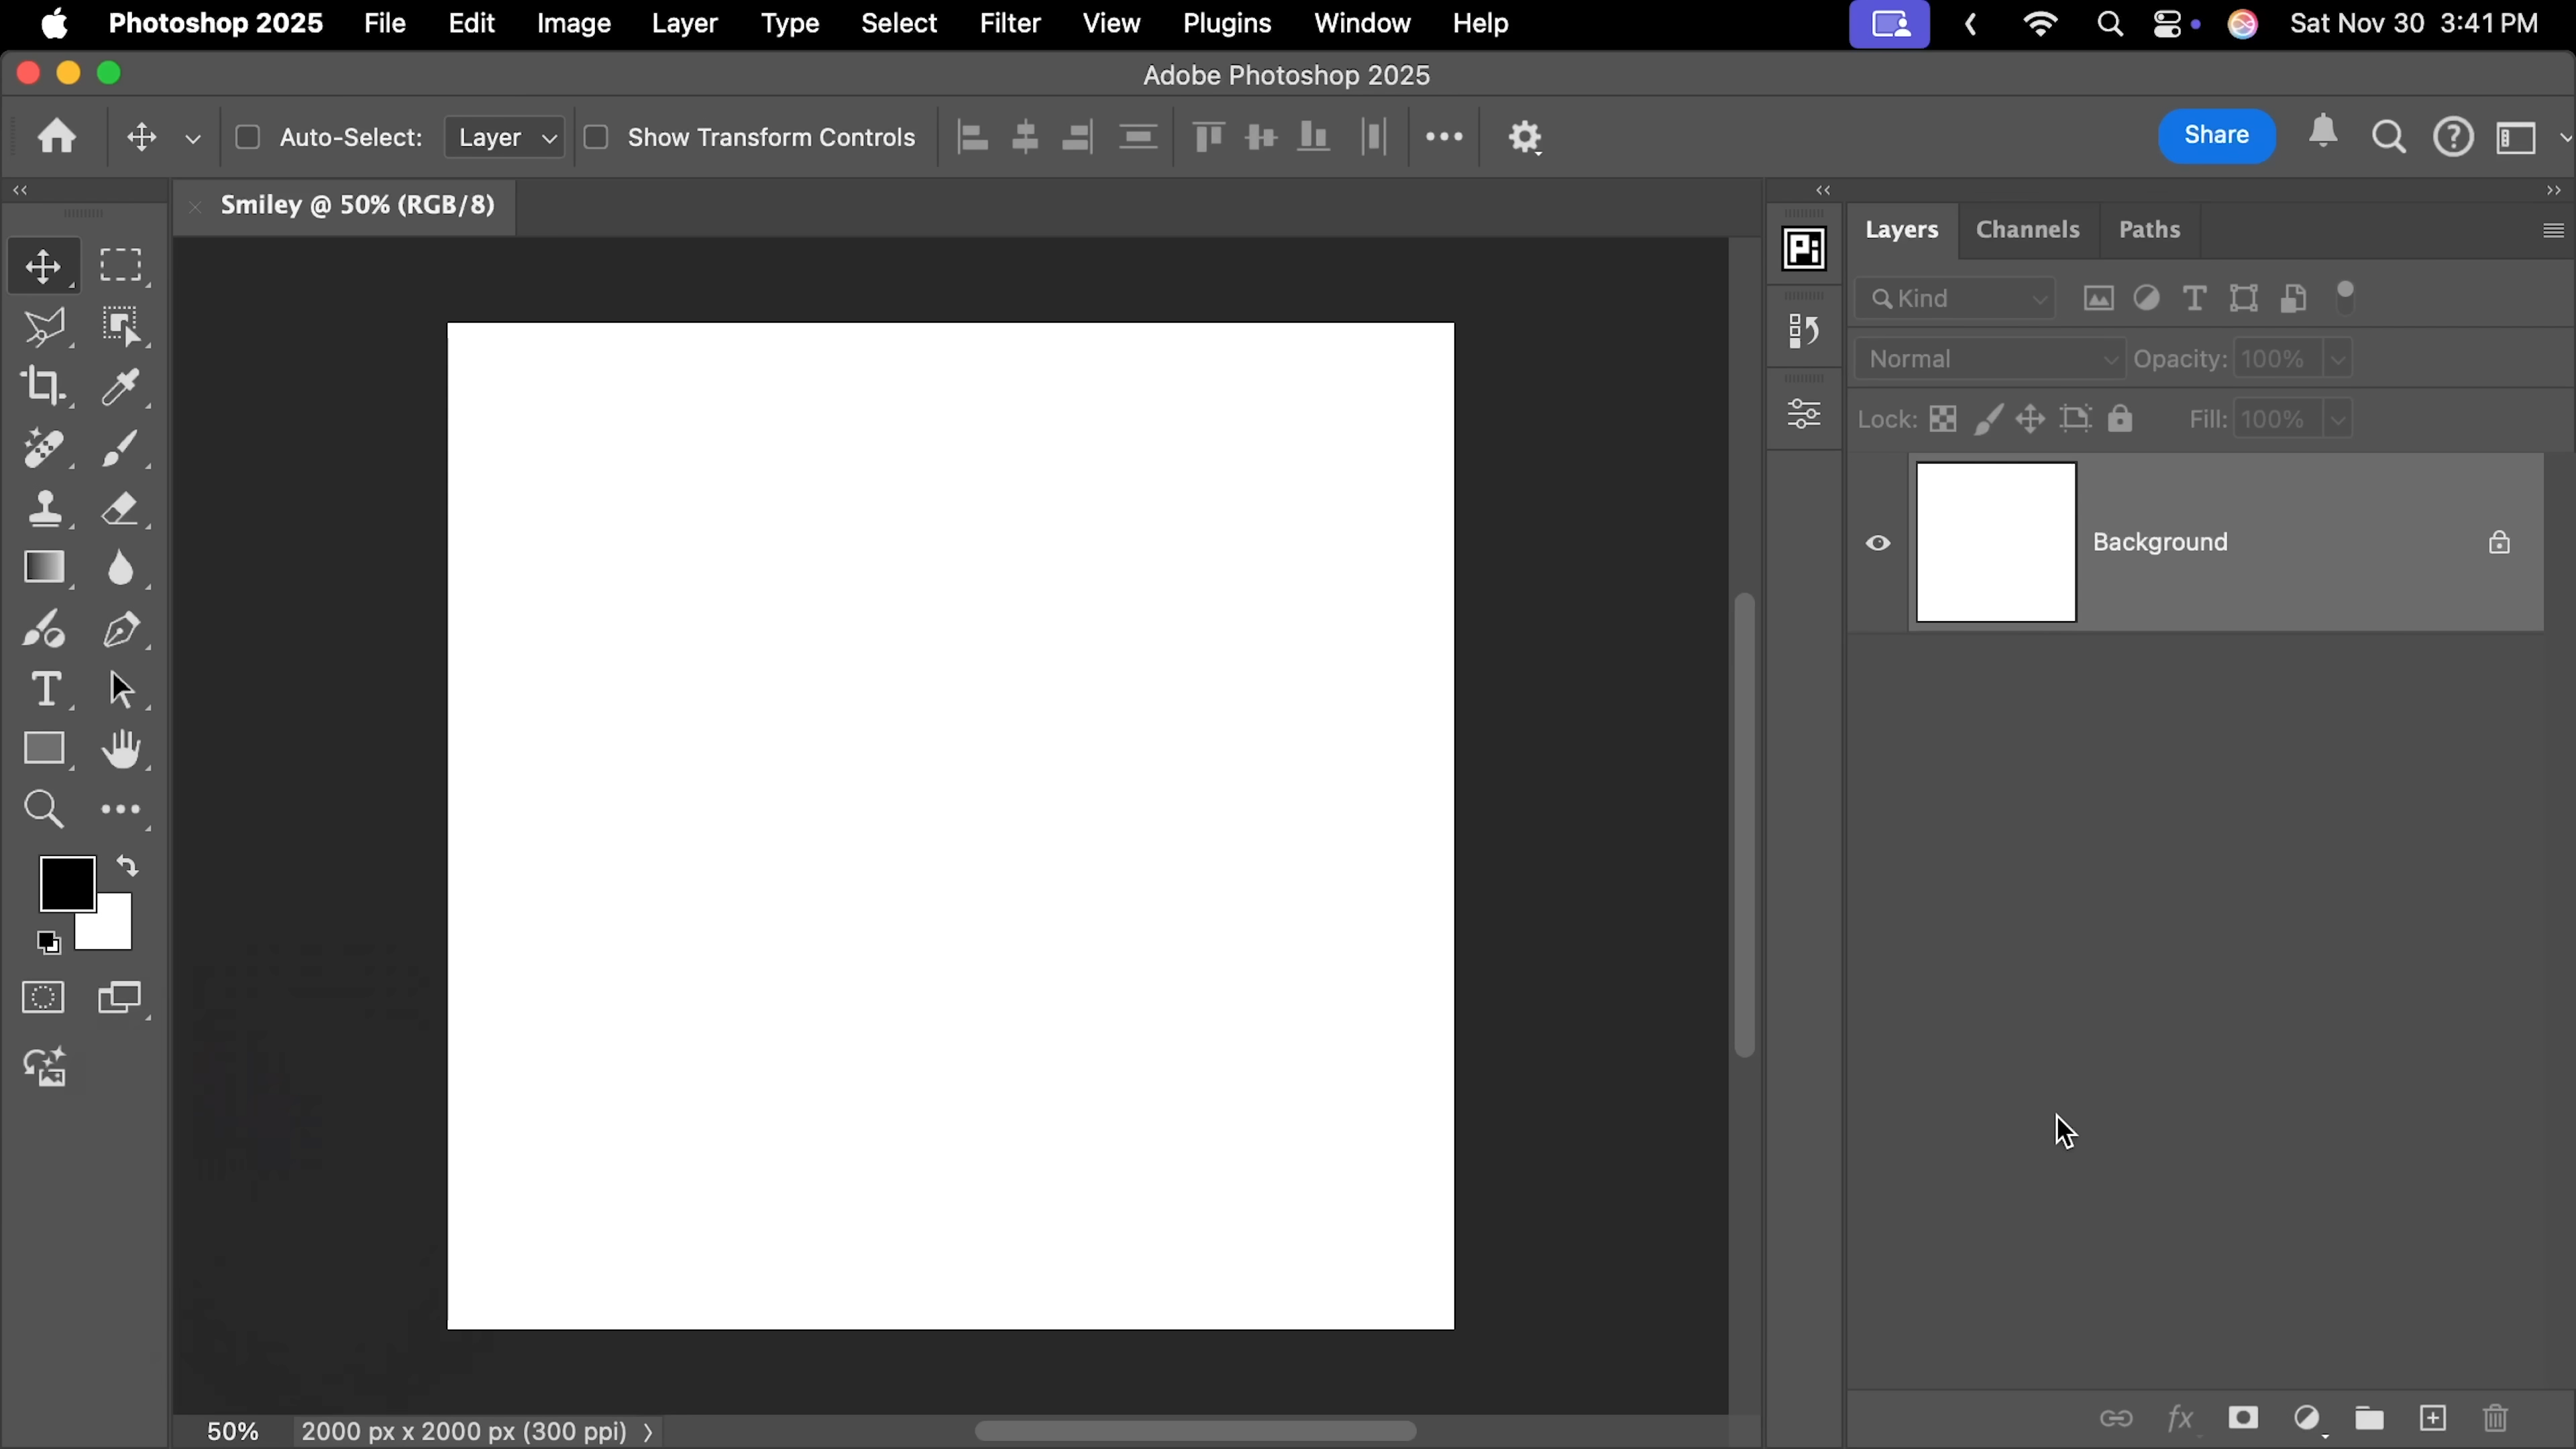 Photoshop 2025 File Edit Image Layer Type Select Filter View Plugins Window Help Sat Nov 30 3:41 PM
Adobe Photoshop 2025
Auto-Select: Layer Show Transform Controls Share
Smiley @ 50% (RGB/8)
Layers Channels Paths
Kind
Normal Opacity: 100%
Lock: Fill: 100%
Background
50% 2000 px x 2000 px (300 ppi)
Pi
T
fx